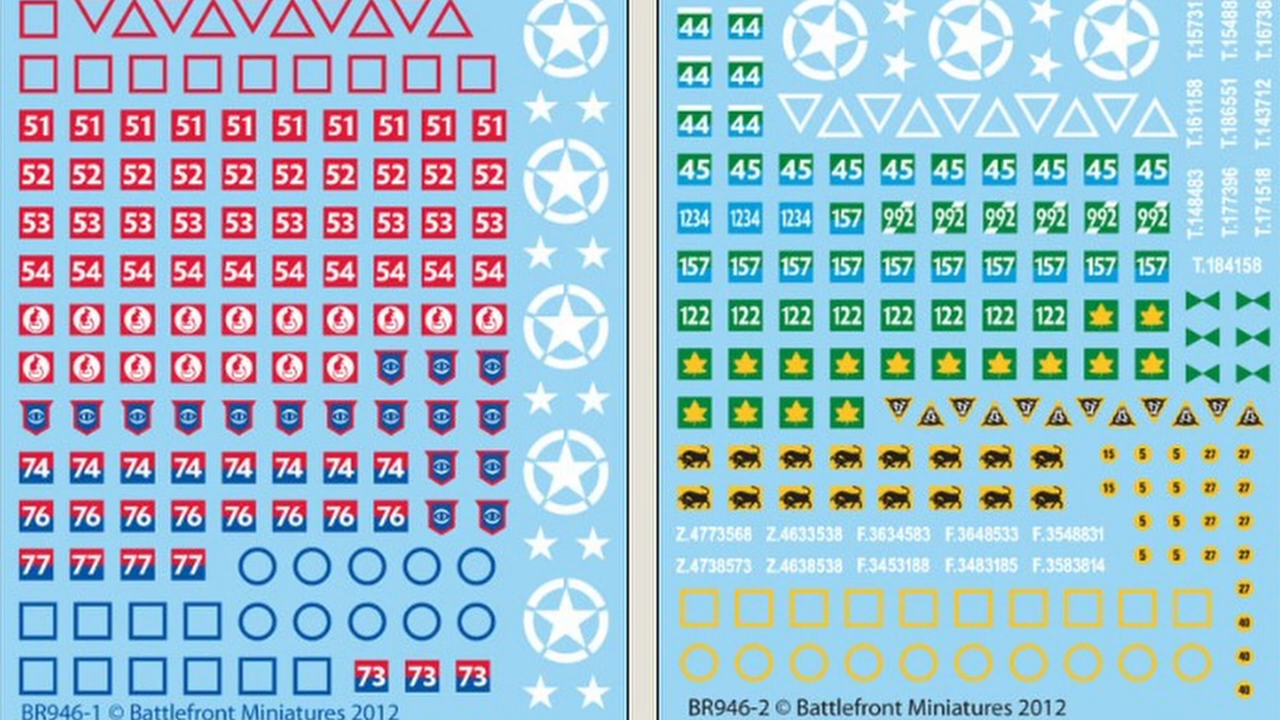 51 51 51 51 51 51 51 51 51 51
52 52 52 52 52 52 52 52 52 52
53 53 53 53 53 53 53 53 53 53
54 54 54 54 54 54 54 54 54 54
74 74 74 74 74 74 74 74
76 76 76 76 76 76 76 76
77 77 77 77
73 73 73
BR946-1 © Battlefront Miniatures 2012
44 44
44 44
44 44
45 45 45 45 45 45 45 45 45 45
1234 1234 1234 157 992 992 992 992 992 992
157 157 157 157 157 157 157 157 157 157
122 122 122 122 122 122 122 122
T.15731
T.161158
T.186551
T.143712
T.148483
T.177396
T.171518
T.184158
15 5 5 27 27
15 5 5 27 27
5 5 27 27
5 5 27 27
27
40
40
40
Z.4773568 Z.4633538 F.3634583 F.3648533 F.3548831
Z.4738573 Z.4638538 F.3453188 F.3483185 F.3583814
BR946-2 © Battlefront Miniatures 2012